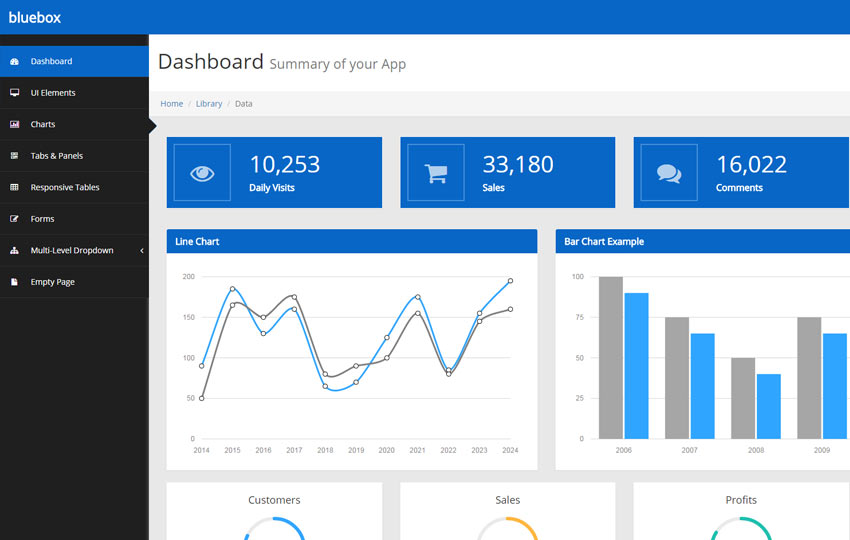 bluebox
Dashboard
UI Elements
Charts
Tabs & Panels
Responsive Tables
Forms
Multi-Level Dropdown
Empty Page
Dashboard Summary of your App
Home / Library / Data
10,253
Daily Visits
33,180
Sales
16,022
Comments
Line Chart
200
150
100
50
0
2014 2015 2016 2017 2018 2019 2020 2021 2022 2023 2024
Bar Chart Example
100
75
50
25
0
2006 2007 2008 2009
Customers
Sales
Profits